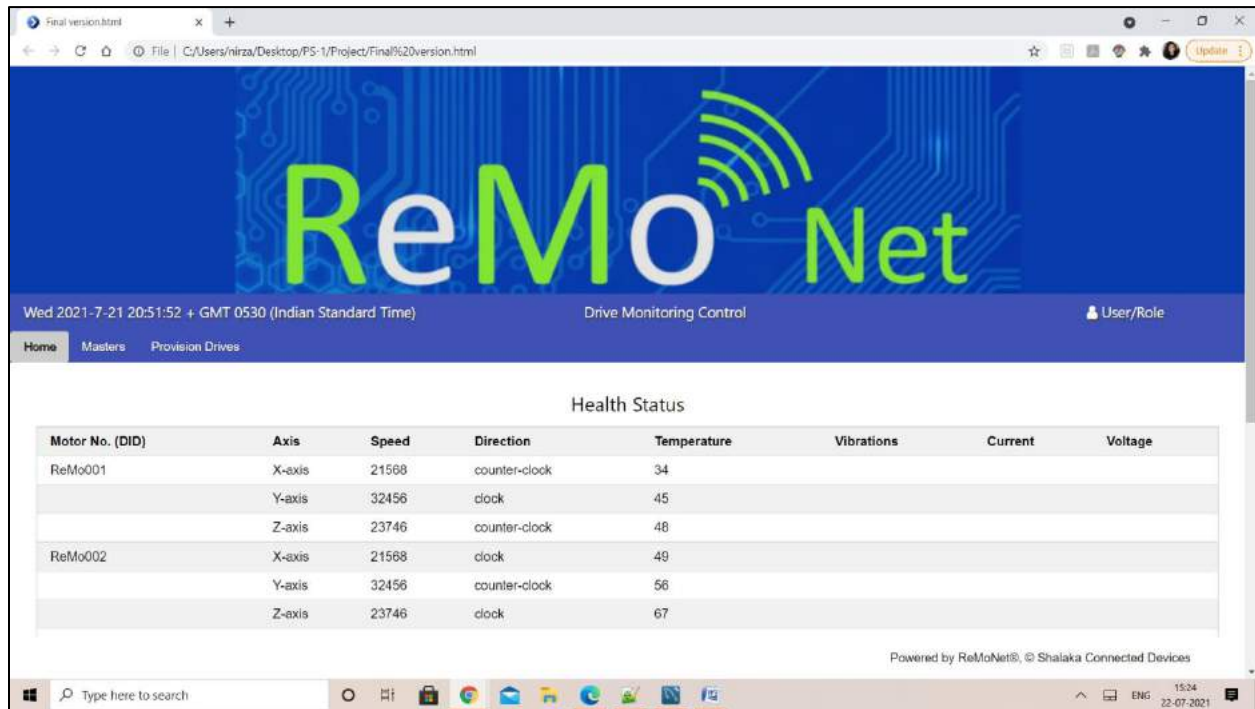 Final version.html
File | C:/Users/nirza/Desktop/PS-1/Project/Final%20version.html
Update
ReMo Net
Wed 2021-7-21 20:51:52 + GMT 0530 (Indian Standard Time) Drive Monitoring Control User/Role
Home Masters Provision Drives
Health Status
Motor No. (DID) Axis Speed Direction Temperature Vibrations Current Voltage
ReMo001 X-axis 21568 counter-clock 34
Y-axis 32456 clock 45
Z-axis 23746 counter-clock 48
ReMo002 X-axis 21568 clock 49
Y-axis 32456 counter-clock 56
Z-axis 23746 clock 67
Powered by ReMoNet®, © Shalaka Connected Devices
Type here to search ENG 15:24
22-07-2021